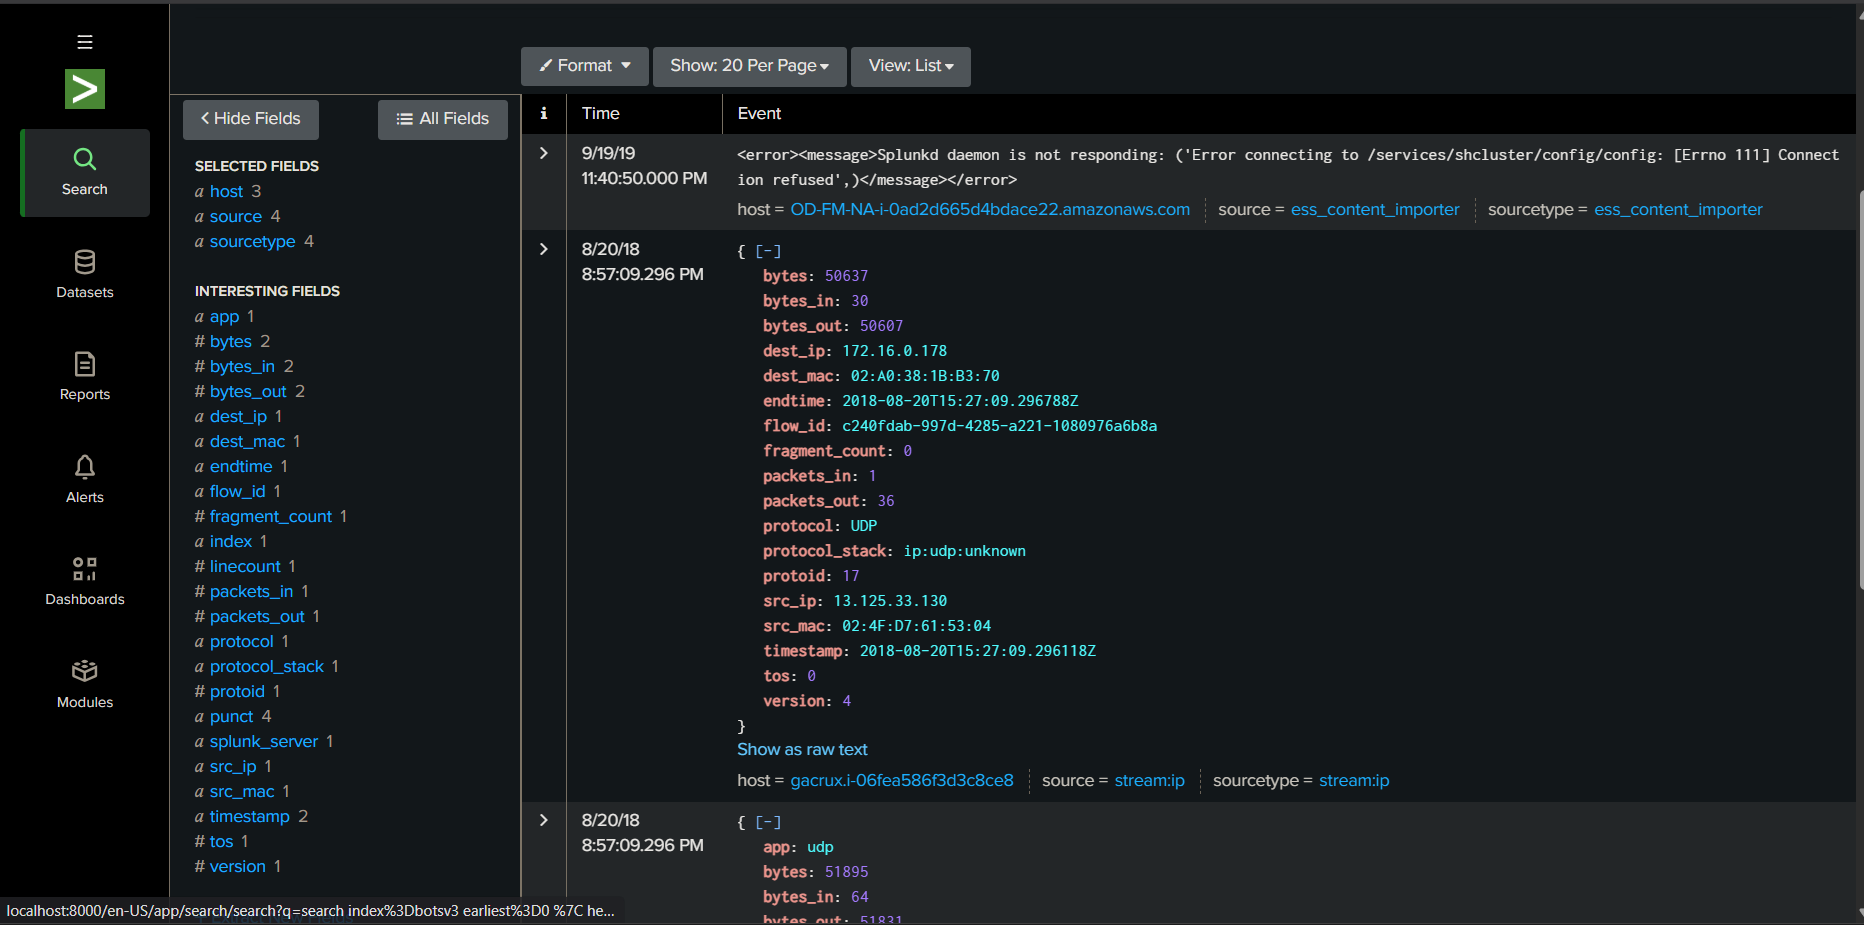 Search
Datasets
Reports
Alerts
Dashboards
Modules
Format
Show: 20 Per Page
View: List
Hide Fields
All Fields
SELECTED FIELDS
a host 3
a source 4
a sourcetype 4
INTERESTING FIELDS
a app 1
# bytes 2
# bytes_in 2
# bytes_out 2
a dest_ip 1
a dest_mac 1
a endtime 1
a flow_id 1
# fragment_count 1
a index 1
# linecount 1
# packets_in 1
# packets_out 1
a protocol 1
a protocol_stack 1
# protoid 1
a punct 4
a splunk_server 1
a src_ip 1
a src_mac 1
a timestamp 2
# tos 1
# version 1
i Time Event
9/19/19
11:40:50.000 PM
<error><message>Splunkd daemon is not responding: ('Error connecting to /services/shcluster/config/config: [Errno 111] Connect
ion refused',)</message></error>
host = OD-FM-NA-i-0ad2d665d4bdace22.amazonaws.com source = ess_content_importer sourcetype = ess_content_importer
8/20/18
8:57:09.296 PM
{ [-]
bytes: 50637
bytes_in: 30
bytes_out: 50607
dest_ip: 172.16.0.178
dest_mac: 02:A0:38:1B:B3:70
endtime: 2018-08-20T15:27:09.296788Z
flow_id: c240fdab-997d-4285-a221-1080976a6b8a
fragment_count: 0
packets_in: 1
packets_out: 36
protocol: UDP
protocol_stack: ip:udp:unknown
protoid: 17
src_ip: 13.125.33.130
src_mac: 02:4F:D7:61:53:04
timestamp: 2018-08-20T15:27:09.296118Z
tos: 0
version: 4
}
Show as raw text
host = gacrux.i-06fea586f3d3c8ce8 source = stream:ip sourcetype = stream:ip
8/20/18
8:57:09.296 PM
{ [-]
app: udp
bytes: 51895
bytes_in: 64
bytes_out: 51831
localhost:8000/en-US/app/search/search?q=search index%3Dbotsv3 earliest%3D0 %7C he...